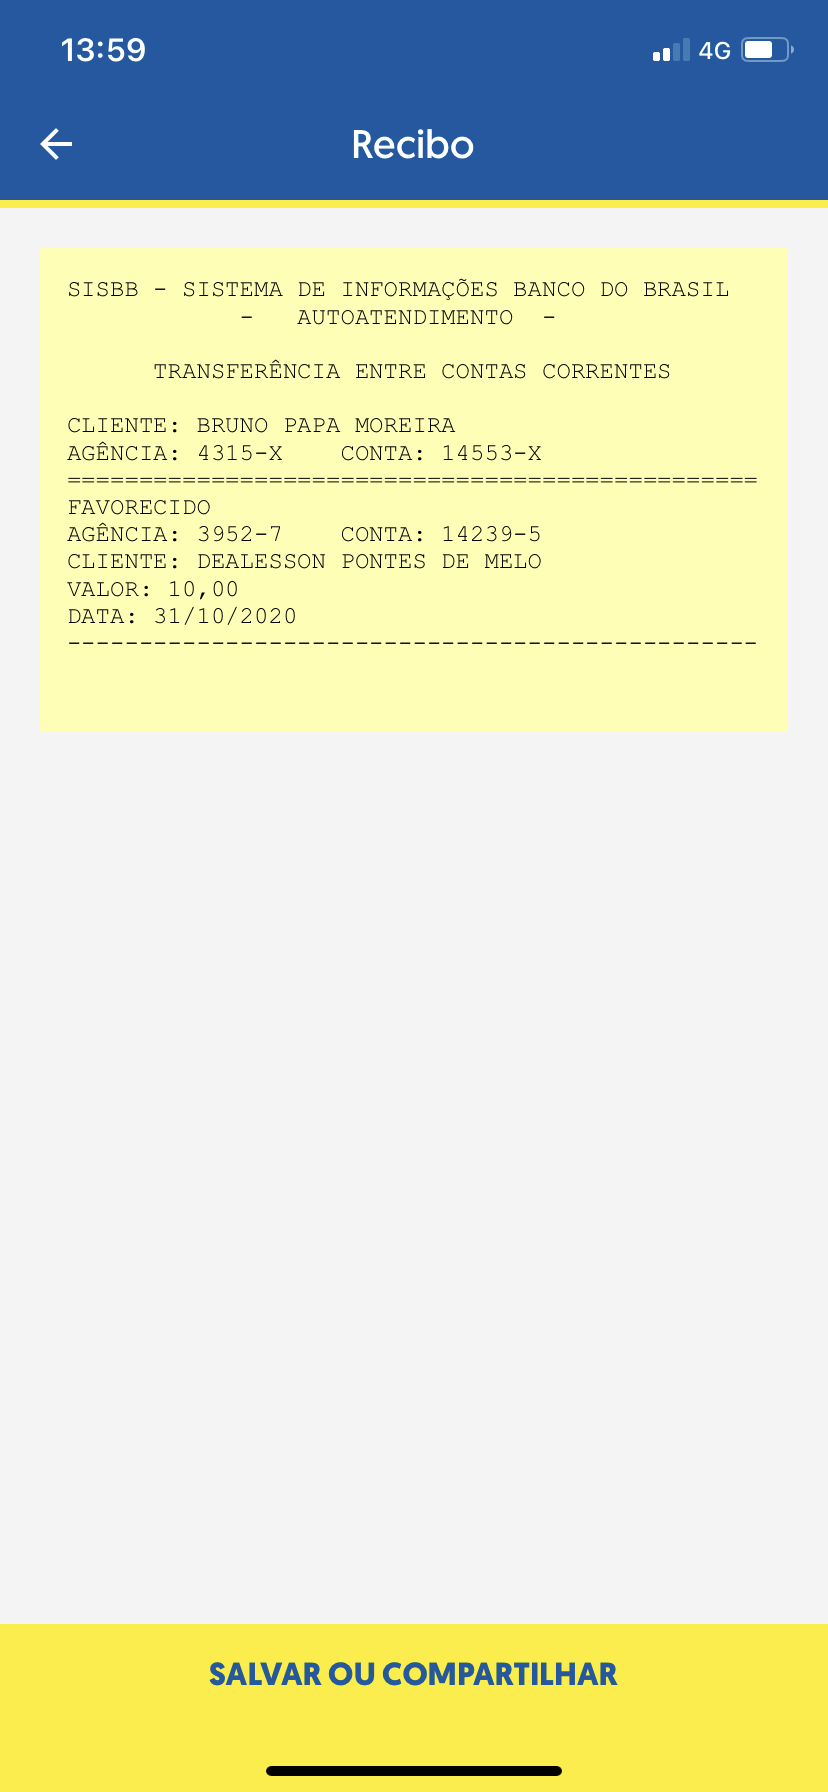 13:59
4G
Recibo
SISBB - SISTEMA DE INFORMAÇÕES BANCO DO BRASIL
- AUTOATENDIMENTO -
TRANSFERÊNCIA ENTRE CONTAS CORRENTES
CLIENTE: BRUNO PAPA MOREIRA
AGÊNCIA: 4315-X CONTA: 14553-X
================================================
FAVORECIDO
AGÊNCIA: 3952-7 CONTA: 14239-5
CLIENTE: DEALESSON PONTES DE MELO
VALOR: 10,00
DATA: 31/10/2020
------------------------------------------------
SALVAR OU COMPARTILHAR